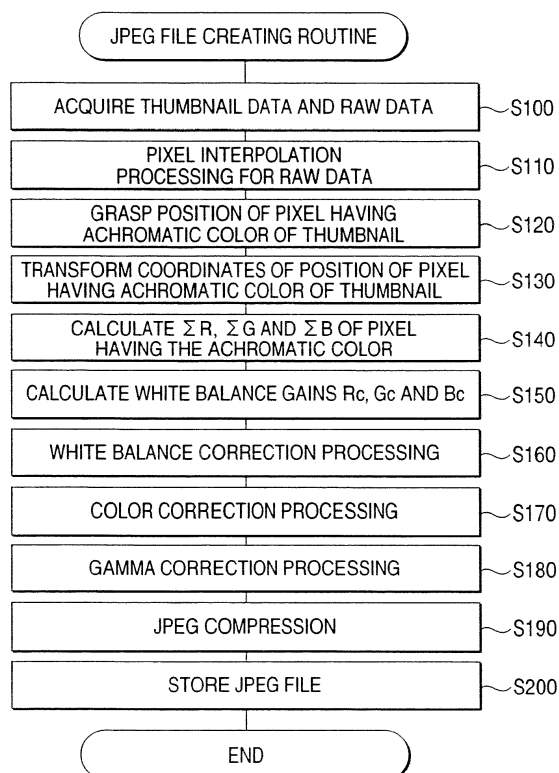 JPEG FILE CREATING ROUTINE
ACQUIRE THUMBNAIL DATA AND RAW DATA
S100
PIXEL INTERPOLATION
PROCESSING FOR RAW DATA
S110
GRASP POSITION OF PIXEL HAVING
ACHROMATIC COLOR OF THUMBNAIL
S120
TRANSFORM COORDINATES OF POSITION OF PIXEL
HAVING ACHROMATIC COLOR OF THUMBNAIL
S130
CALCULATE ΣR, ΣG AND ΣB OF PIXEL
HAVING THE ACHROMATIC COLOR
S140
CALCULATE WHITE BALANCE GAINS Rc, Gc AND Bc
S150
WHITE BALANCE CORRECTION PROCESSING
S160
COLOR CORRECTION PROCESSING
S170
GAMMA CORRECTION PROCESSING
S180
JPEG COMPRESSION
S190
STORE JPEG FILE
S200
END